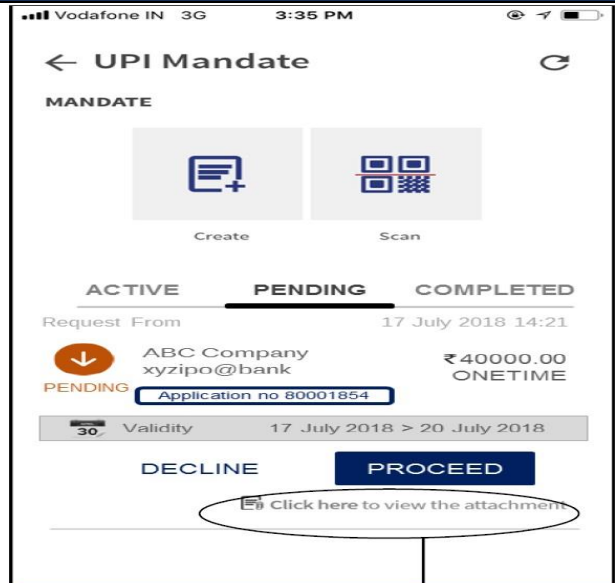 Vodafone IN 3G 3:35 PM
← UPI Mandate
MANDATE
Create Scan
ACTIVE PENDING COMPLETED
Request From 17 July 2018 14:21
ABC Company ₹40000.00
xyzipo@bank ONETIME
PENDING Application no 80001854
30 Validity 17 July 2018 > 20 July 2018
DECLINE PROCEED
Click here to view the attachment